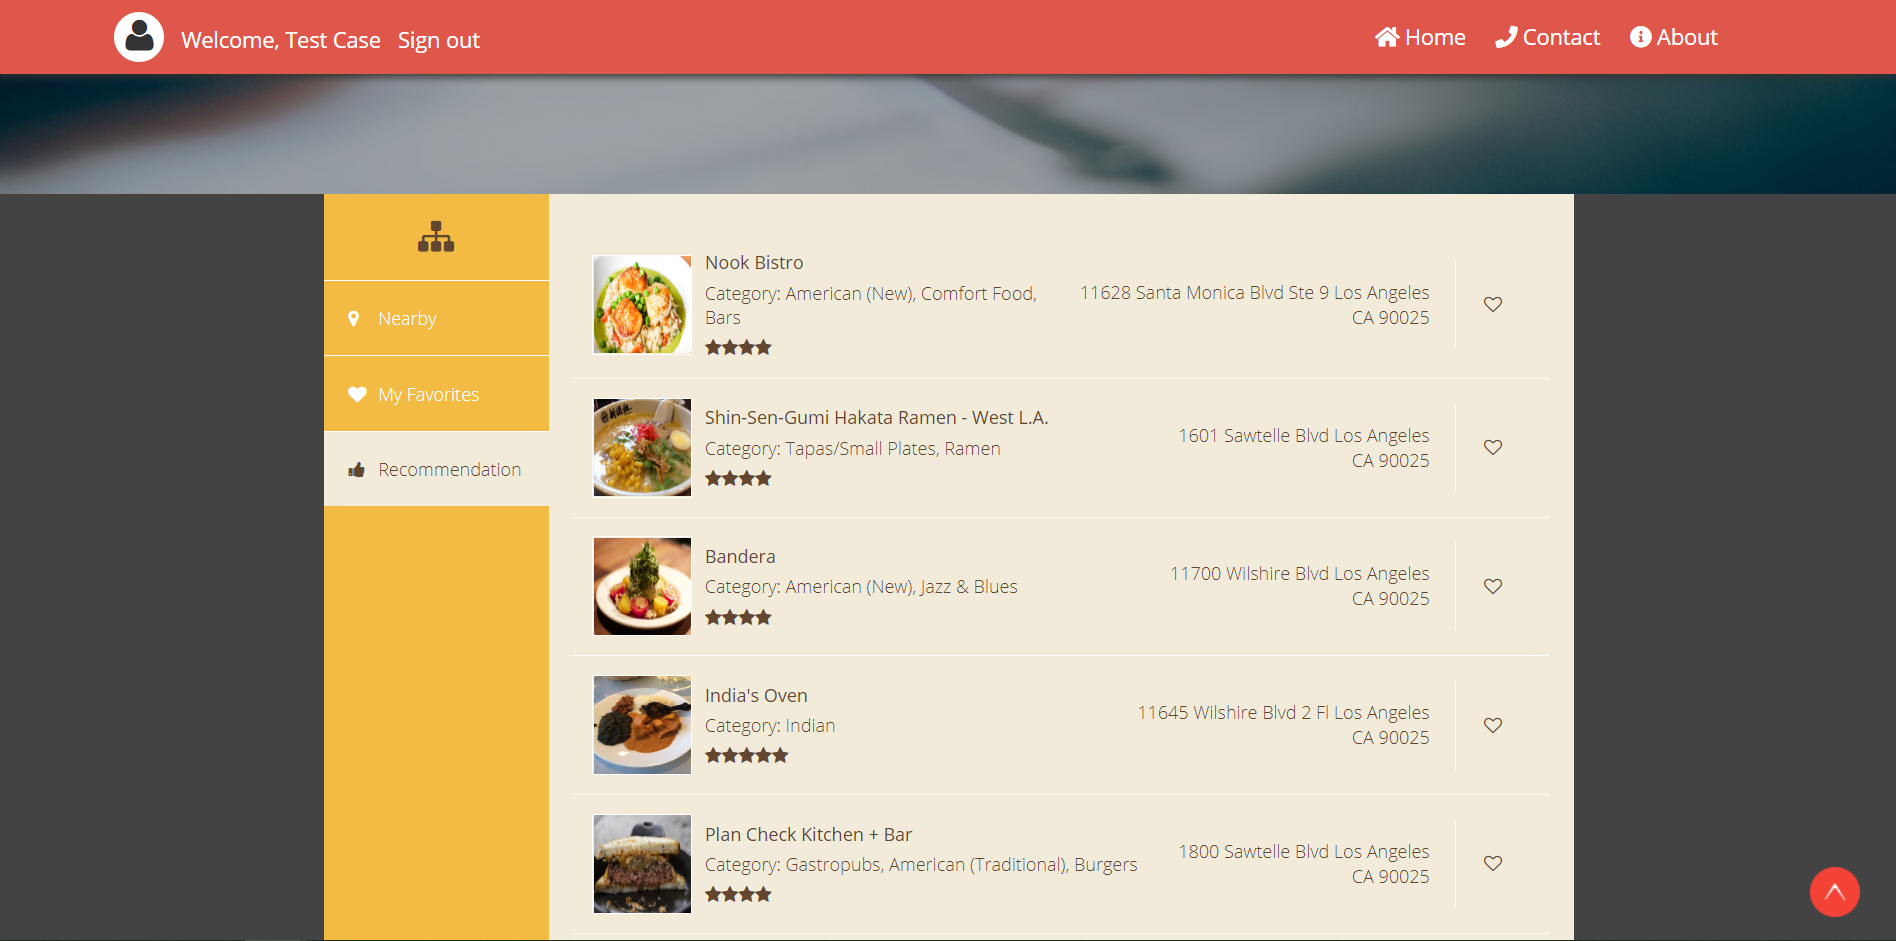 Welcome, Test Case Sign out
Home Contact About
Nearby
My Favorites
Recommendation
Nook Bistro
Category: American (New), Comfort Food,
Bars
11628 Santa Monica Blvd Ste 9 Los Angeles
CA 90025
Shin-Sen-Gumi Hakata Ramen - West L.A.
Category: Tapas/Small Plates, Ramen
1601 Sawtelle Blvd Los Angeles
CA 90025
Bandera
Category: American (New), Jazz & Blues
11700 Wilshire Blvd Los Angeles
CA 90025
India's Oven
Category: Indian
11645 Wilshire Blvd 2 Fl Los Angeles
CA 90025
Plan Check Kitchen + Bar
Category: Gastropubs, American (Traditional), Burgers
1800 Sawtelle Blvd Los Angeles
CA 90025